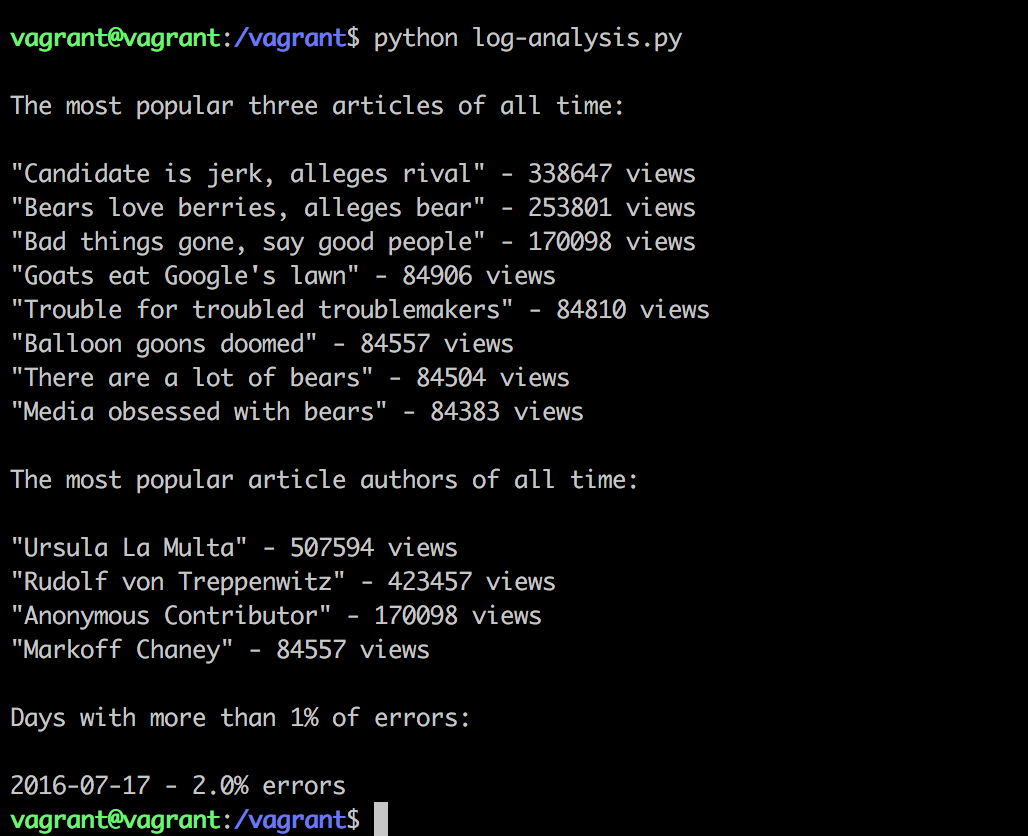 vagrant@vagrant:/vagrant$ python log-analysis.py
The most popular three articles of all time:
"Candidate is jerk, alleges rival" - 338647 views
"Bears love berries, alleges bear" - 253801 views
"Bad things gone, say good people" - 170098 views
"Goats eat Google's lawn" - 84906 views
"Trouble for troubled troublemakers" - 84810 views
"Balloon goons doomed" - 84557 views
"There are a lot of bears" - 84504 views
"Media obsessed with bears" - 84383 views
The most popular article authors of all time:
"Ursula La Multa" - 507594 views
"Rudolf von Treppenwitz" - 423457 views
"Anonymous Contributor" - 170098 views
"Markoff Chaney" - 84557 views
Days with more than 1% of errors:
2016-07-17 - 2.0% errors
vagrant@vagrant:/vagrant$